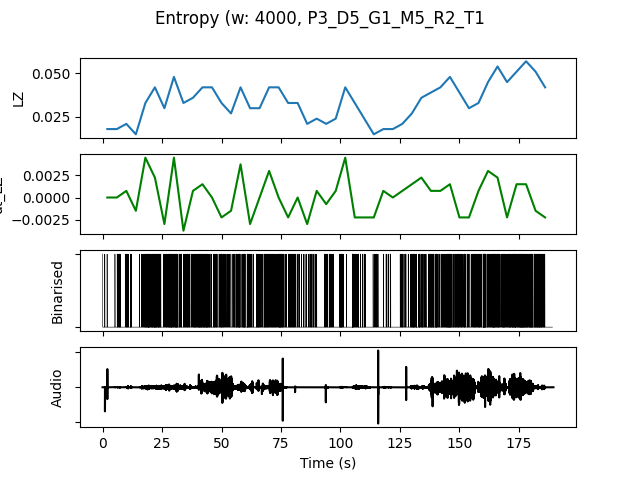 Entropy (w: 4000, P3_D5_G1_M5_R2_T1
LZ
0.050
0.025
0.0025
0.0000
−0.0025
Binarised
Audio
0 25 50 75 100 125 150 175
Time (s)